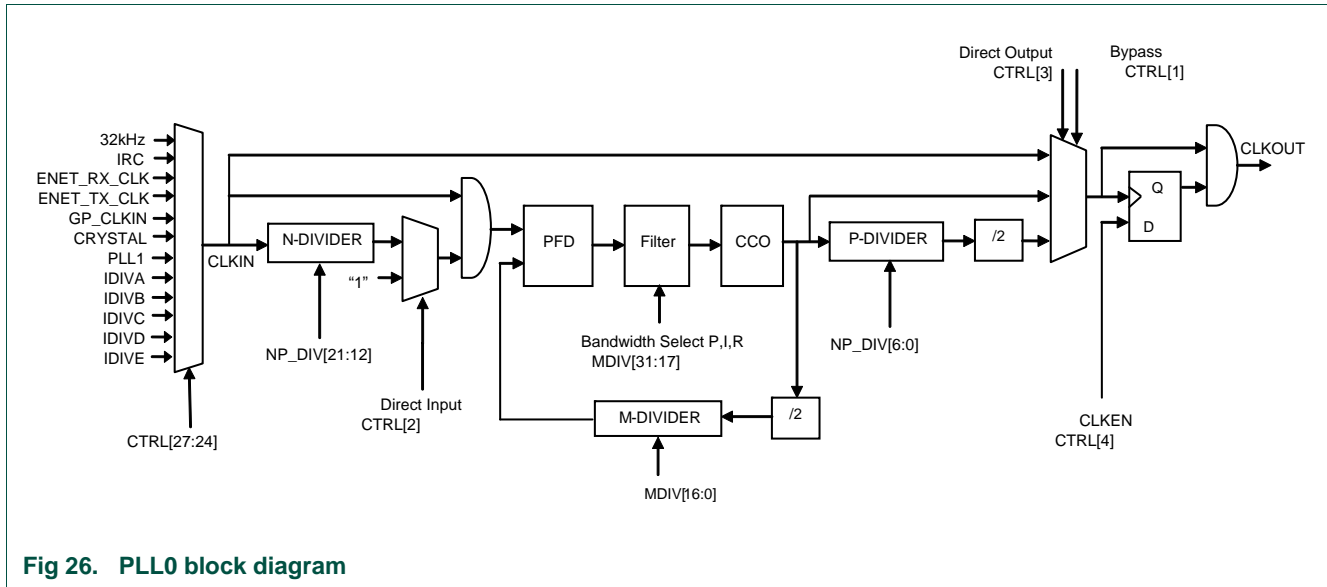 Direct Output
CTRL[3]
Bypass
CTRL[1]
32kHz
IRC
ENET_RX_CLK
ENET_TX_CLK
GP_CLKIN
CRYSTAL
PLL1
IDIVA
IDIVB
IDIVC
IDIVD
IDIVE
CTRL[27:24]
CLKIN
N-DIVIDER
NP_DIV[21:12]
“1”
Direct Input
CTRL[2]
PFD
Filter
Bandwidth Select P,I,R
MDIV[31:17]
CCO
P-DIVIDER
NP_DIV[6:0]
/2
M-DIVIDER
/2
MDIV[16:0]
Q
D
CLKOUT
CLKEN
CTRL[4]
Fig 26. PLL0 block diagram